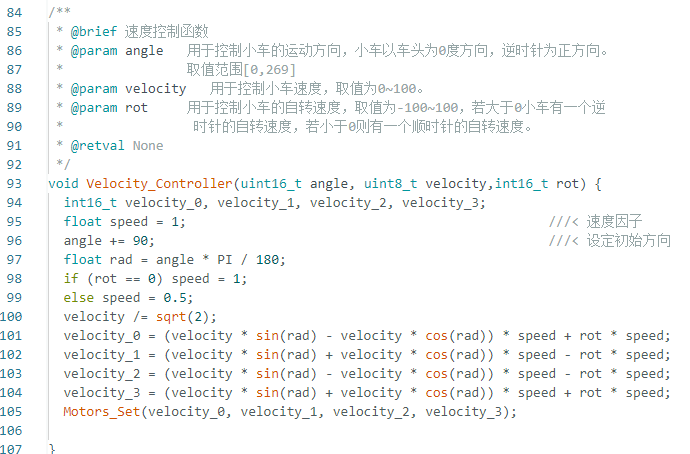 84 /**
85  * @brief 速度控制函数
86  * @param angle   用于控制小车的运动方向，小车以车头为0度方向，逆时针为正方向。
87  *                取值范围[0,269]
88  * @param velocity   用于控制小车速度，取值为0~100。
89  * @param rot     用于控制小车的自转速度，取值为-100~100，若大于0小车有一个逆
90  *                 时针的自转速度，若小于0则有一个顺时针的自转速度。
91  * @retval None
92  */
93 void Velocity_Controller(uint16_t angle, uint8_t velocity,int16_t rot) {
94   int16_t velocity_0, velocity_1, velocity_2, velocity_3;
95   float speed = 1;                                               ///< 速度因子
96   angle += 90;                                                   ///< 设定初始方向
97   float rad = angle * PI / 180;
98   if (rot == 0) speed = 1;
99   else speed = 0.5;
100   velocity /= sqrt(2);
101   velocity_0 = (velocity * sin(rad) - velocity * cos(rad)) * speed + rot * speed;
102   velocity_1 = (velocity * sin(rad) + velocity * cos(rad)) * speed - rot * speed;
103   velocity_2 = (velocity * sin(rad) - velocity * cos(rad)) * speed - rot * speed;
104   velocity_3 = (velocity * sin(rad) + velocity * cos(rad)) * speed + rot * speed;
105   Motors_Set(velocity_0, velocity_1, velocity_2, velocity_3);
106
107 }